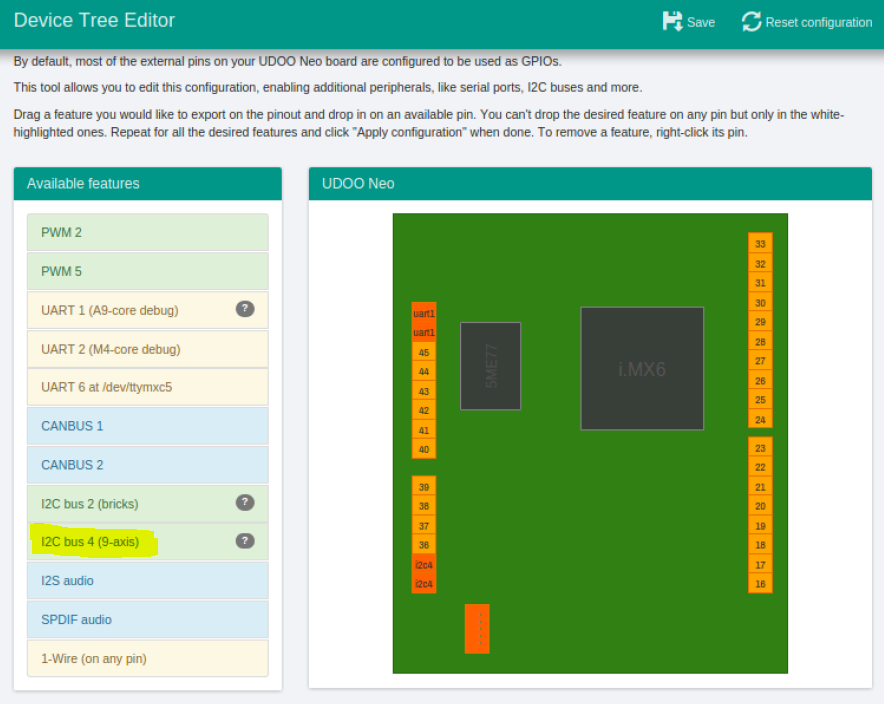 Device Tree Editor
Save
Reset configuration
By default, most of the external pins on your UDOO Neo board are configured to be used as GPIOs.
This tool allows you to edit this configuration, enabling additional peripherals, like serial ports, I2C buses and more.
Drag a feature you would like to export on the pinout and drop in on an available pin. You can't drop the desired feature on any pin but only in the white-
highlighted ones. Repeat for all the desired features and click "Apply configuration" when done. To remove a feature, right-click its pin.
Available features
PWM 2
PWM 5
UART 1 (A9-core debug)
?
UART 2 (M4-core debug)
UART 6 at /dev/ttymxc5
CANBUS 1
CANBUS 2
I2C bus 2 (bricks)
?
I2C bus 4 (9-axis)
?
I2S audio
SPDIF audio
1-Wire (on any pin)
UDOO Neo
uart1
uart1
45
44
43
42
41
40
39
38
37
36
i2c4
i2c4
5ME77
i.MX6
33
32
31
30
29
28
27
26
25
24
23
22
21
20
19
18
17
16